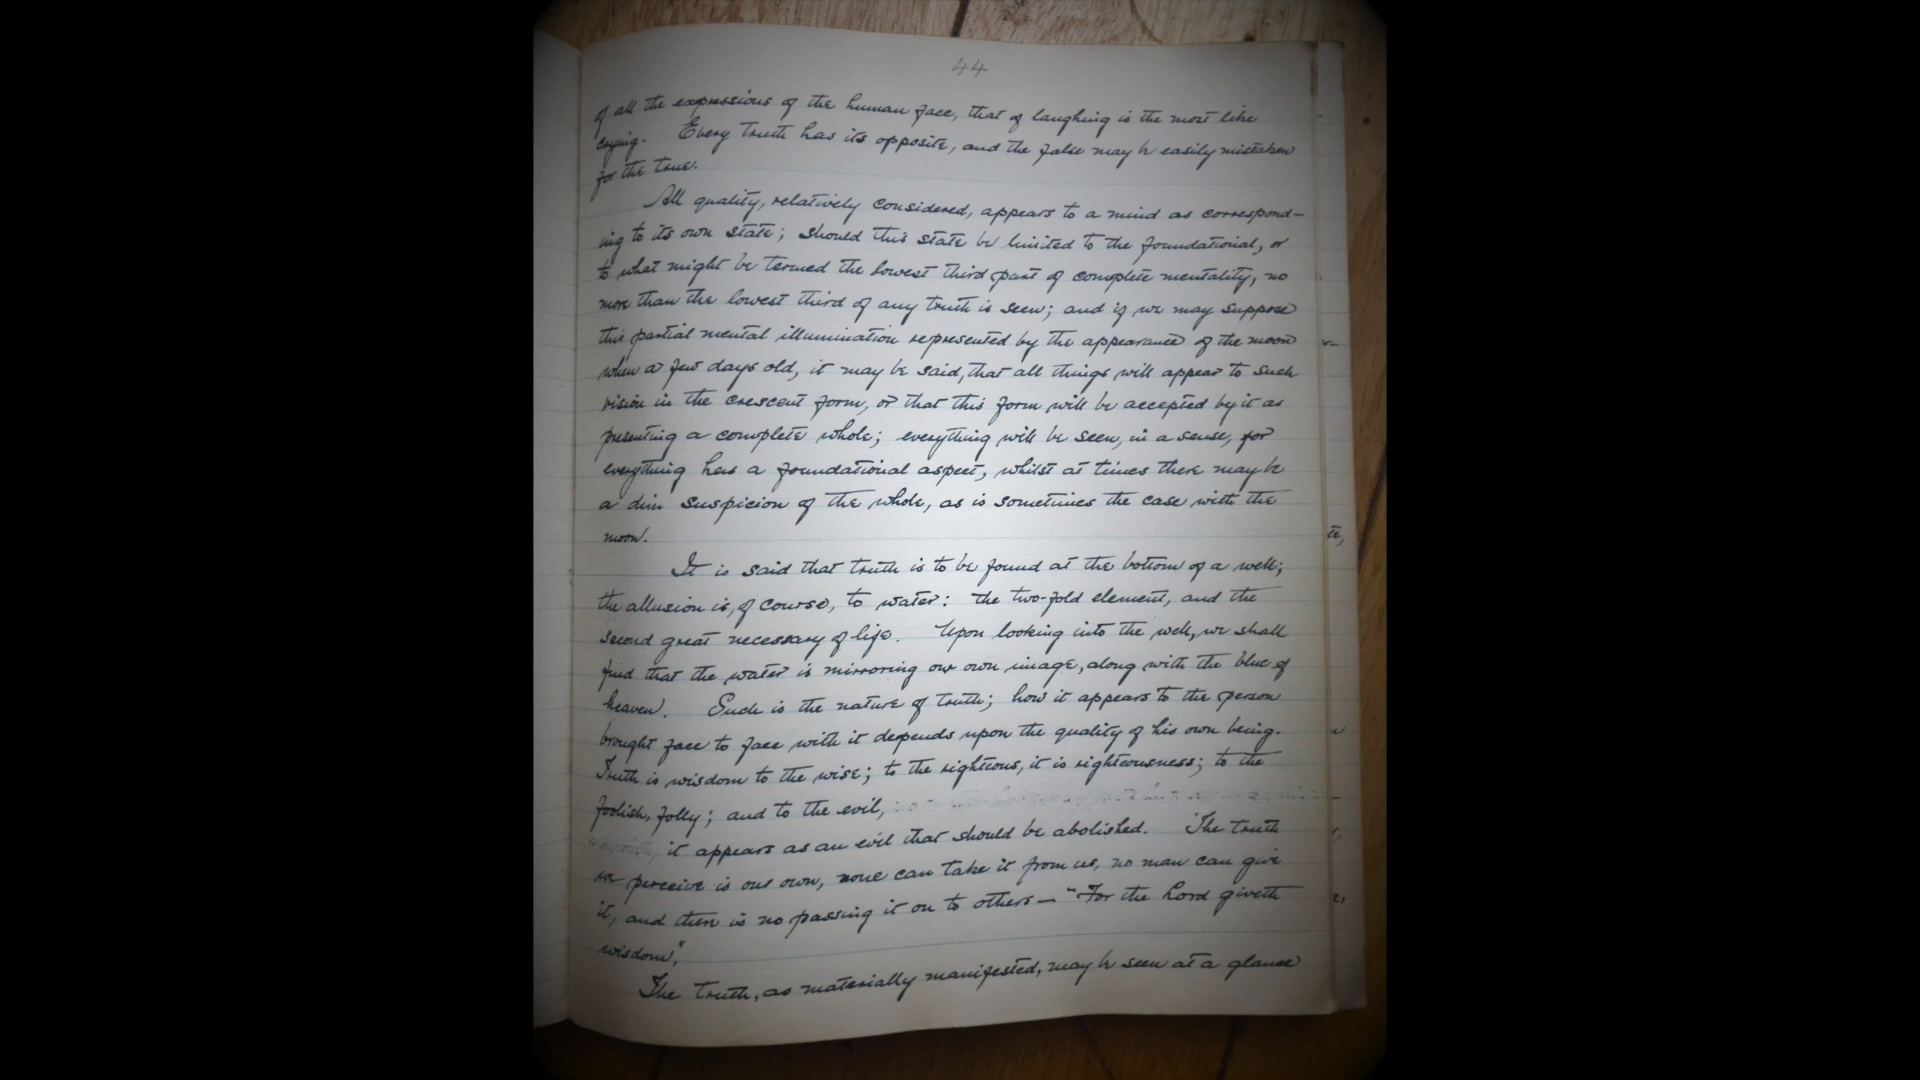 44
of all the expressions of the human face, that of laughing is the most like
crying. Every truth has its opposite, and the false may be easily mistaken
for the true.
All quality, relatively considered, appears to a mind as correspond-
ing to its own state; should this state be limited to the foundational, or
to what might be termed the lowest third part of complete mentality, no
more than the lowest third of any truth is seen; and if we may suppose
this partial mental illumination represented by the appearance of the moon
when a few days old, it may be said, that all things will appear to such
vision in the crescent form, or that this form will be accepted by it as
presenting a complete whole; everything will be seen, in a sense, for
everything has a foundational aspect, whilst at times there may be
a dim suspicion of the whole, as is sometimes the case with the
moon.
It is said that truth is to be found at the bottom of a well;
the allusion is, of course, to water: the two-fold element, and the
second great necessary of life. Upon looking into the well, we shall
find that the water is mirroring our own image, along with the blue of
heaven. Such is the nature of truth; how it appears to the person
brought face to face with it depends upon the quality of his own being.
Truth is wisdom to the wise; to the righteous, it is righteousness; to the
foolish, folly; and to the evil,
it appears as an evil that should be abolished. The truth
we perceive is our own, none can take it from us, no man can give
it, and there is no passing it on to others — "For the Lord giveth
wisdom".
The truth, as materially manifested, may be seen at a glance